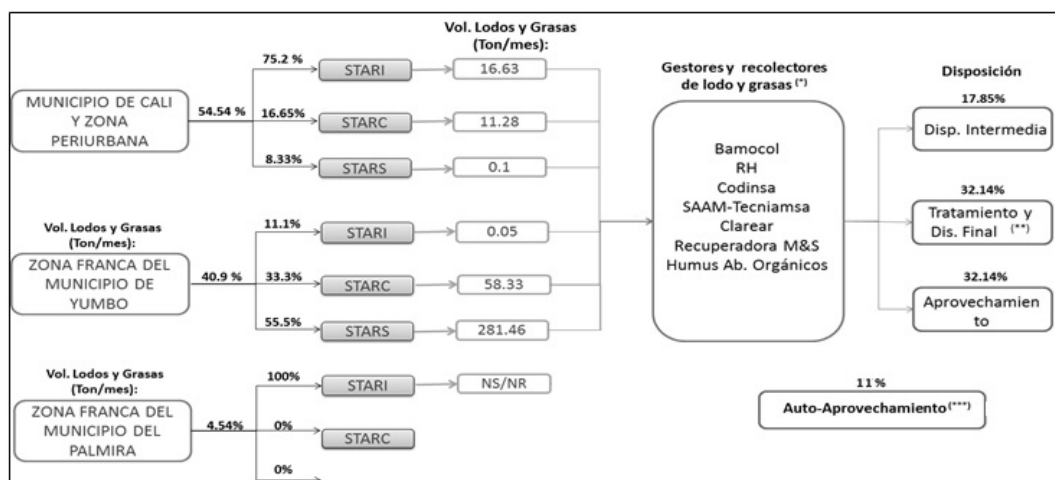 Vol. Lodos y Grasas
(Ton/mes):
75.2 %
STARI
16.63
MUNICIPIO DE CALI
Y ZONA
PERIURBANA
54.54 %
16.65%
STARC
11.28
8.33%
STARS
0.1
Vol. Lodos y Grasas
(Ton/mes):
ZONA FRANCA DEL
MUNICIPIO DE
YUMBO
40.9 %
11.1%
STARI
0.05
33.3%
STARC
58.33
55.5%
STARS
281.46
Vol. Lodos y Grasas
(Ton/mes):
ZONA FRANCA DEL
MUNICIPIO DEL
PALMIRA
4.54%
100%
STARI
NS/NR
0%
STARC
0%
Gestores y recolectores
de lodo y grasas (*)
Bamocol
RH
Codinsa
SAAM-Tecniamsa
Clarear
Recuperadora M&S
Humus Ab. Orgánicos
Disposición
17.85%
Disp. Intermedia
32.14%
Tratamiento y
Dis. Final (**)
32.14%
Aprovechamien
to
11 %
Auto-Aprovechamiento(***)